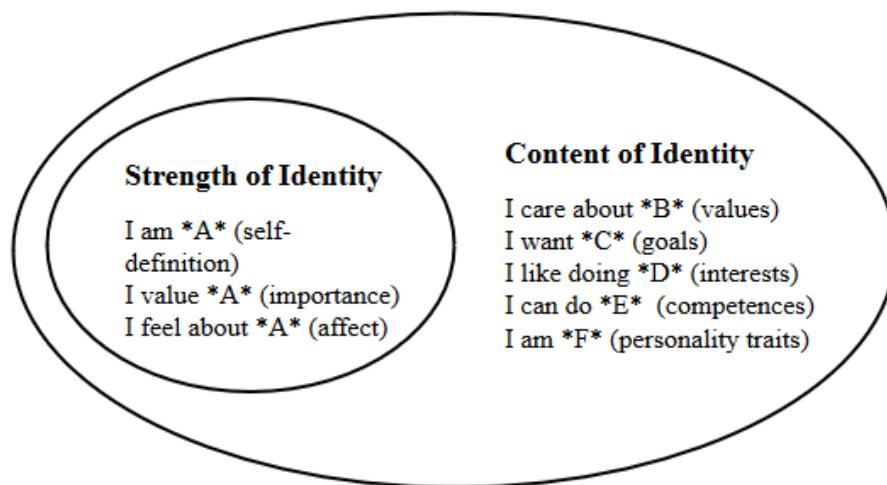 Strength of Identity
I am *A* (self-
definition)
I value *A* (importance)
I feel about *A* (affect)
Content of Identity
I care about *B* (values)
I want *C* (goals)
I like doing *D* (interests)
I can do *E*  (competences)
I am *F* (personality traits)